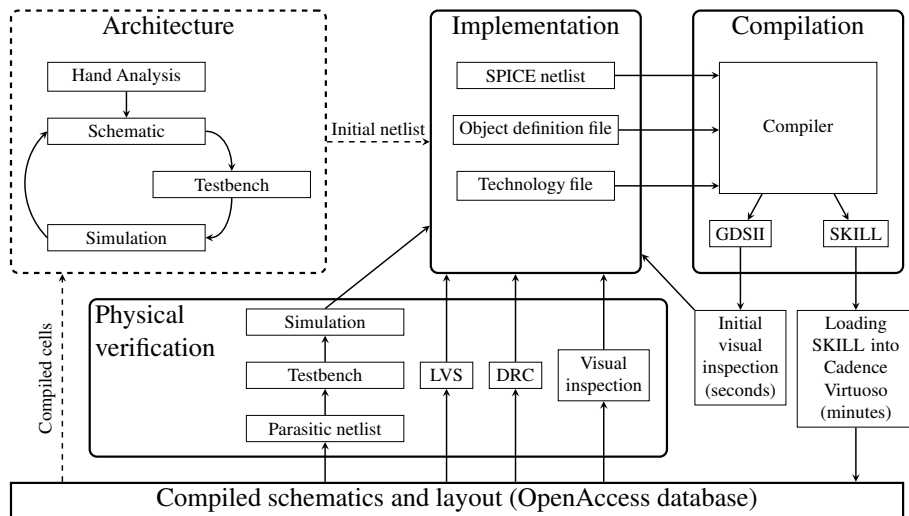 Architecture
Hand Analysis
Schematic
Testbench
Simulation
Initial netlist
Implementation
SPICE netlist
Object definition file
Technology file
Compilation
Compiler
GDSII
SKILL
Initial
visual
inspection
(seconds)
Loading
SKILL into
Cadence
Virtuoso
(minutes)
Physical
verification
Simulation
Testbench
Parasitic netlist
LVS
DRC
Visual
inspection
Compiled cells
Compiled schematics and layout (OpenAccess database)